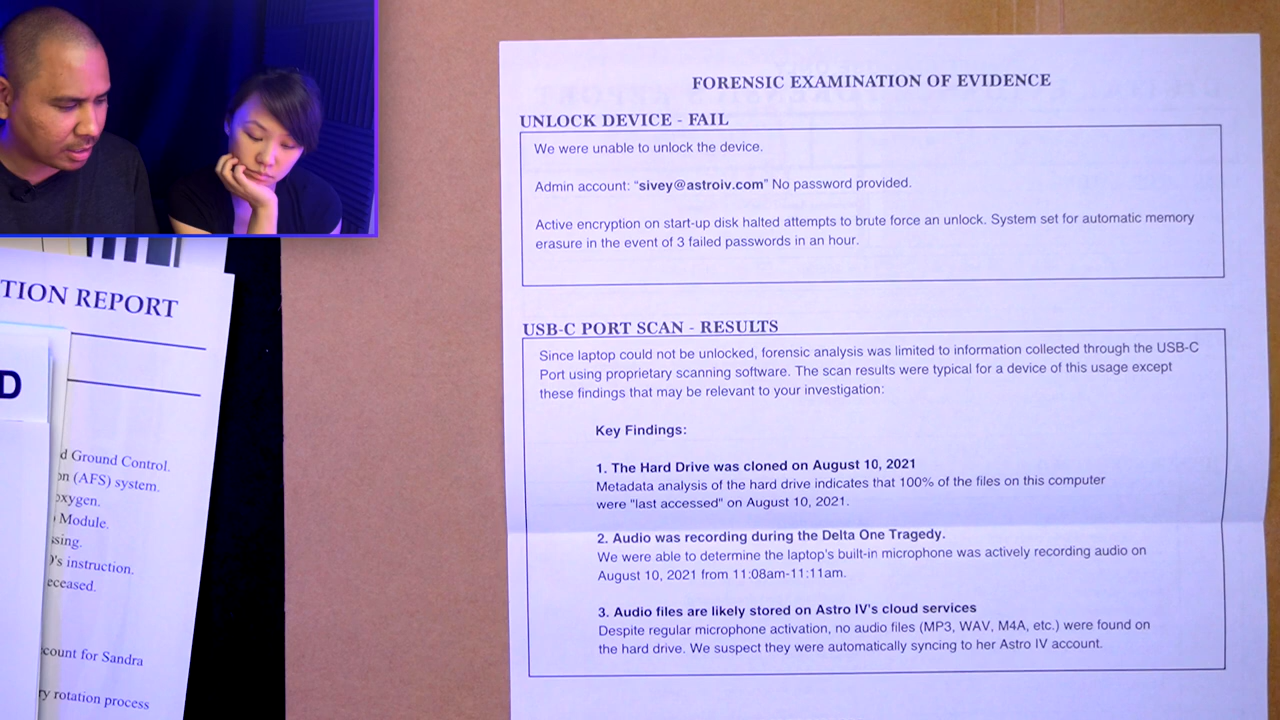 FORENSIC EXAMINATION OF EVIDENCE
UNLOCK DEVICE - FAIL
We were unable to unlock the device.
Admin account: “sivey@astroiv.com” No password provided.
Active encryption on start-up disk halted attempts to brute force an unlock. System set for automatic memory
erasure in the event of 3 failed passwords in an hour.
USB-C PORT SCAN - RESULTS
Since laptop could not be unlocked, forensic analysis was limited to information collected through the USB-C
Port using proprietary scanning software. The scan results were typical for a device of this usage except
these findings that may be relevant to your investigation:
Key Findings:
1. The Hard Drive was cloned on August 10, 2021
Metadata analysis of the hard drive indicates that 100% of the files on this computer
were "last accessed" on August 10, 2021.
2. Audio was recording during the Delta One Tragedy.
We were able to determine the laptop's built-in microphone was actively recording audio on
August 10, 2021 from 11:08am-11:11am.
3. Audio files are likely stored on Astro IV's cloud services
Despite regular microphone activation, no audio files (MP3, WAV, M4A, etc.) were found on
the hard drive. We suspect they were automatically syncing to her Astro IV account.
TION REPORT
D
d Ground Control.
on (AFS) system.
oxygen.
Module.
sing.
's instruction.
eceased.
count for Sandra
ry rotation process